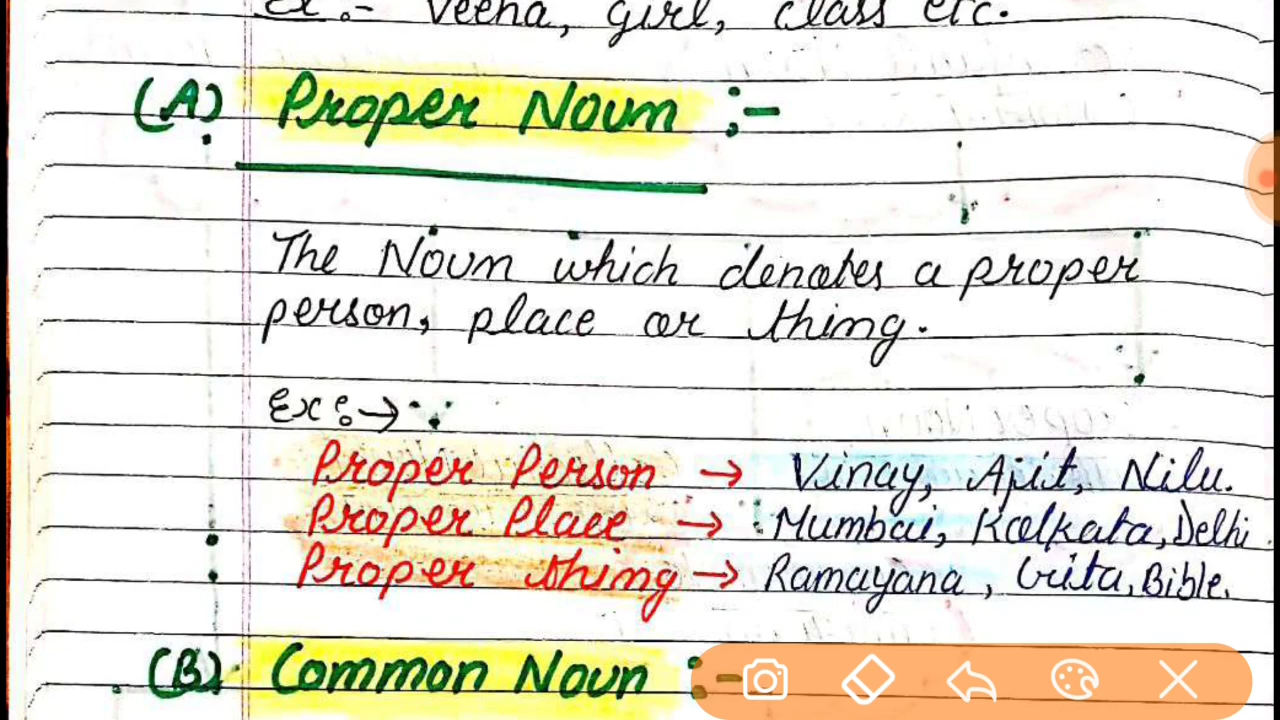 Ex :- Veena, girl, class etc.
(A) Proper Noun :-
The Noun which denotes a proper
person, place or thing.
Ex:→
Proper Person → Vinay, Ajit, Nilu.
Proper Place → Mumbai, Kolkata, Delhi.
Proper thing → Ramayana, Gita, Bible.
(B) Common Noun :-